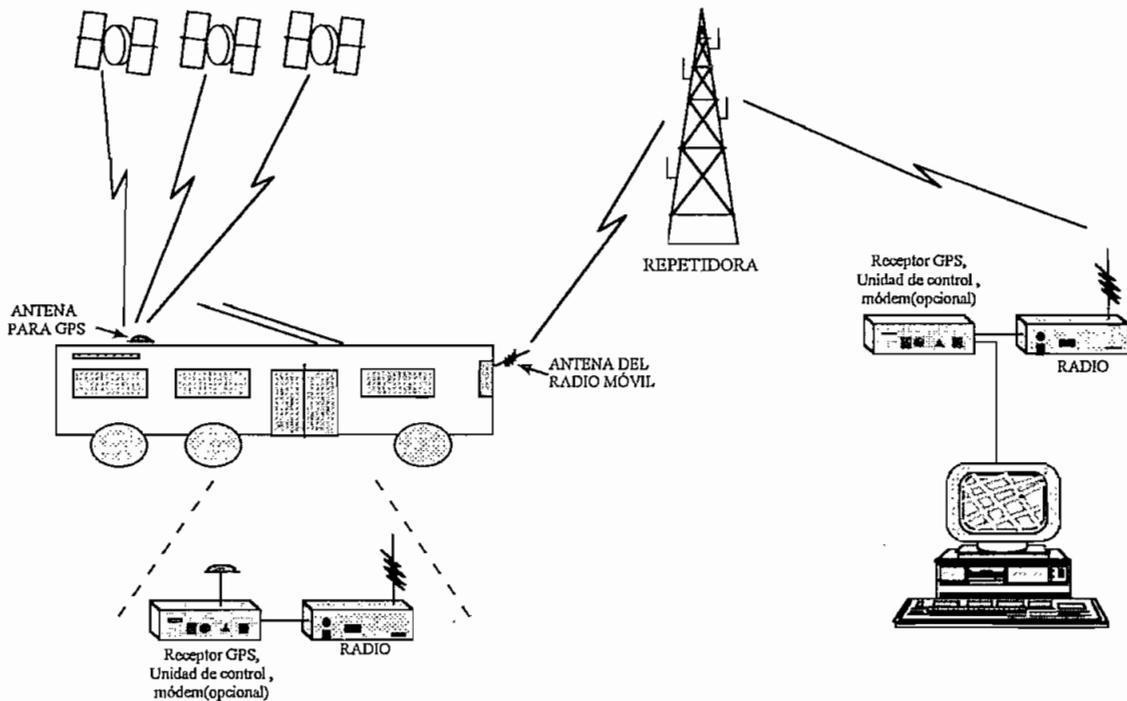 REPETIDORA
Receptor GPS,
Unidad de control ,
módem(opcional)
RADIO
ANTENA
PARA GPS
ANTENA DEL
RADIO MÓVIL
Receptor GPS,
Unidad de control ,
módem(opcional)
RADIO